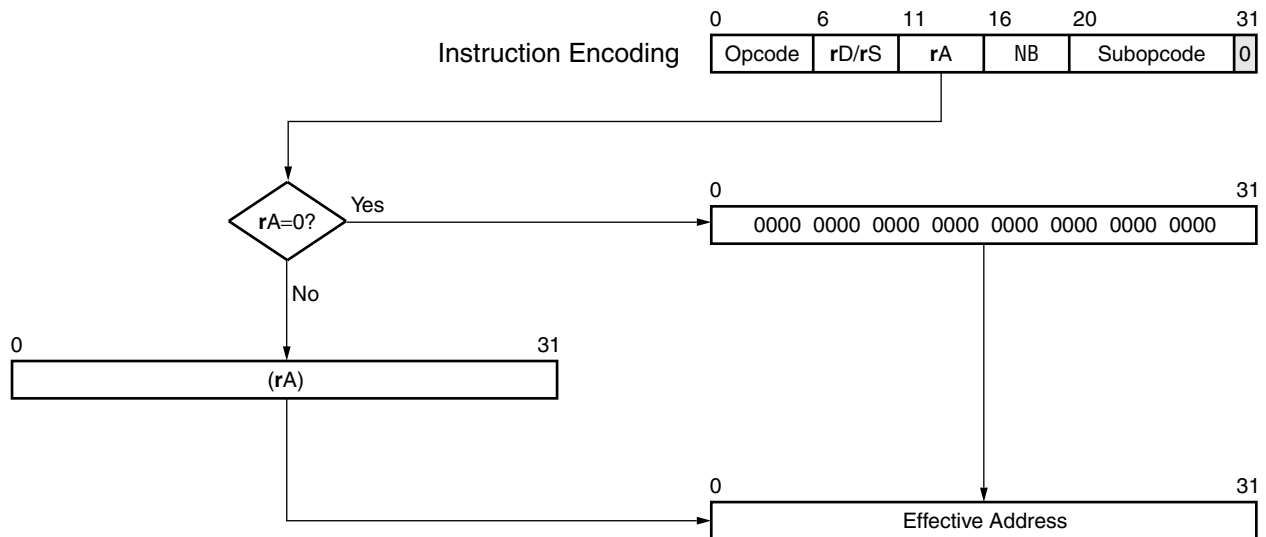 0 6 11 16 20 31
Instruction Encoding Opcode rD/rS rA NB Subopcode 0
rA=0?
Yes
0 31
0000 0000 0000 0000 0000 0000 0000 0000
No
0 31
(rA)
0 31
Effective Address